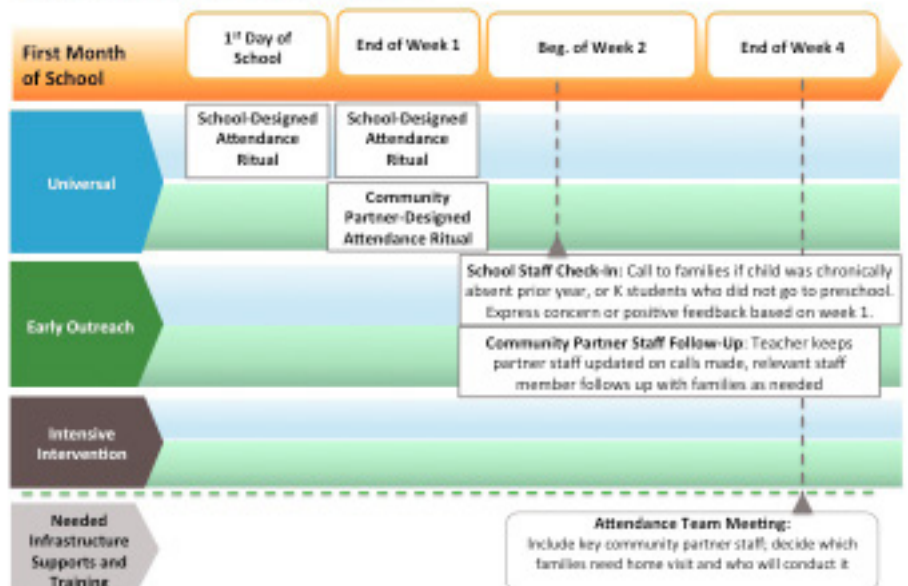 First Month
of School
1st Day of
School
End of Week 1
Beg. of Week 2
End of Week 4
Universal
School-Designed
Attendance
Ritual
School-Designed
Attendance
Ritual
Community
Partner-Designed
Attendance Ritual
Early Outreach
School Staff Check-In: Call to families if child was chronically
absent prior year, or K students who did not go to preschool.
Express concern or positive feedback based on week 1.
Community Partner Staff Follow-Up: Teacher keeps
partner staff updated on calls made, relevant staff
member follows up with families as needed
Intensive
Intervention
Needed
Infrastructure
Supports and
Training
Attendance Team Meeting:
Include key community partner staff; decide which
families need home visit and who will conduct it